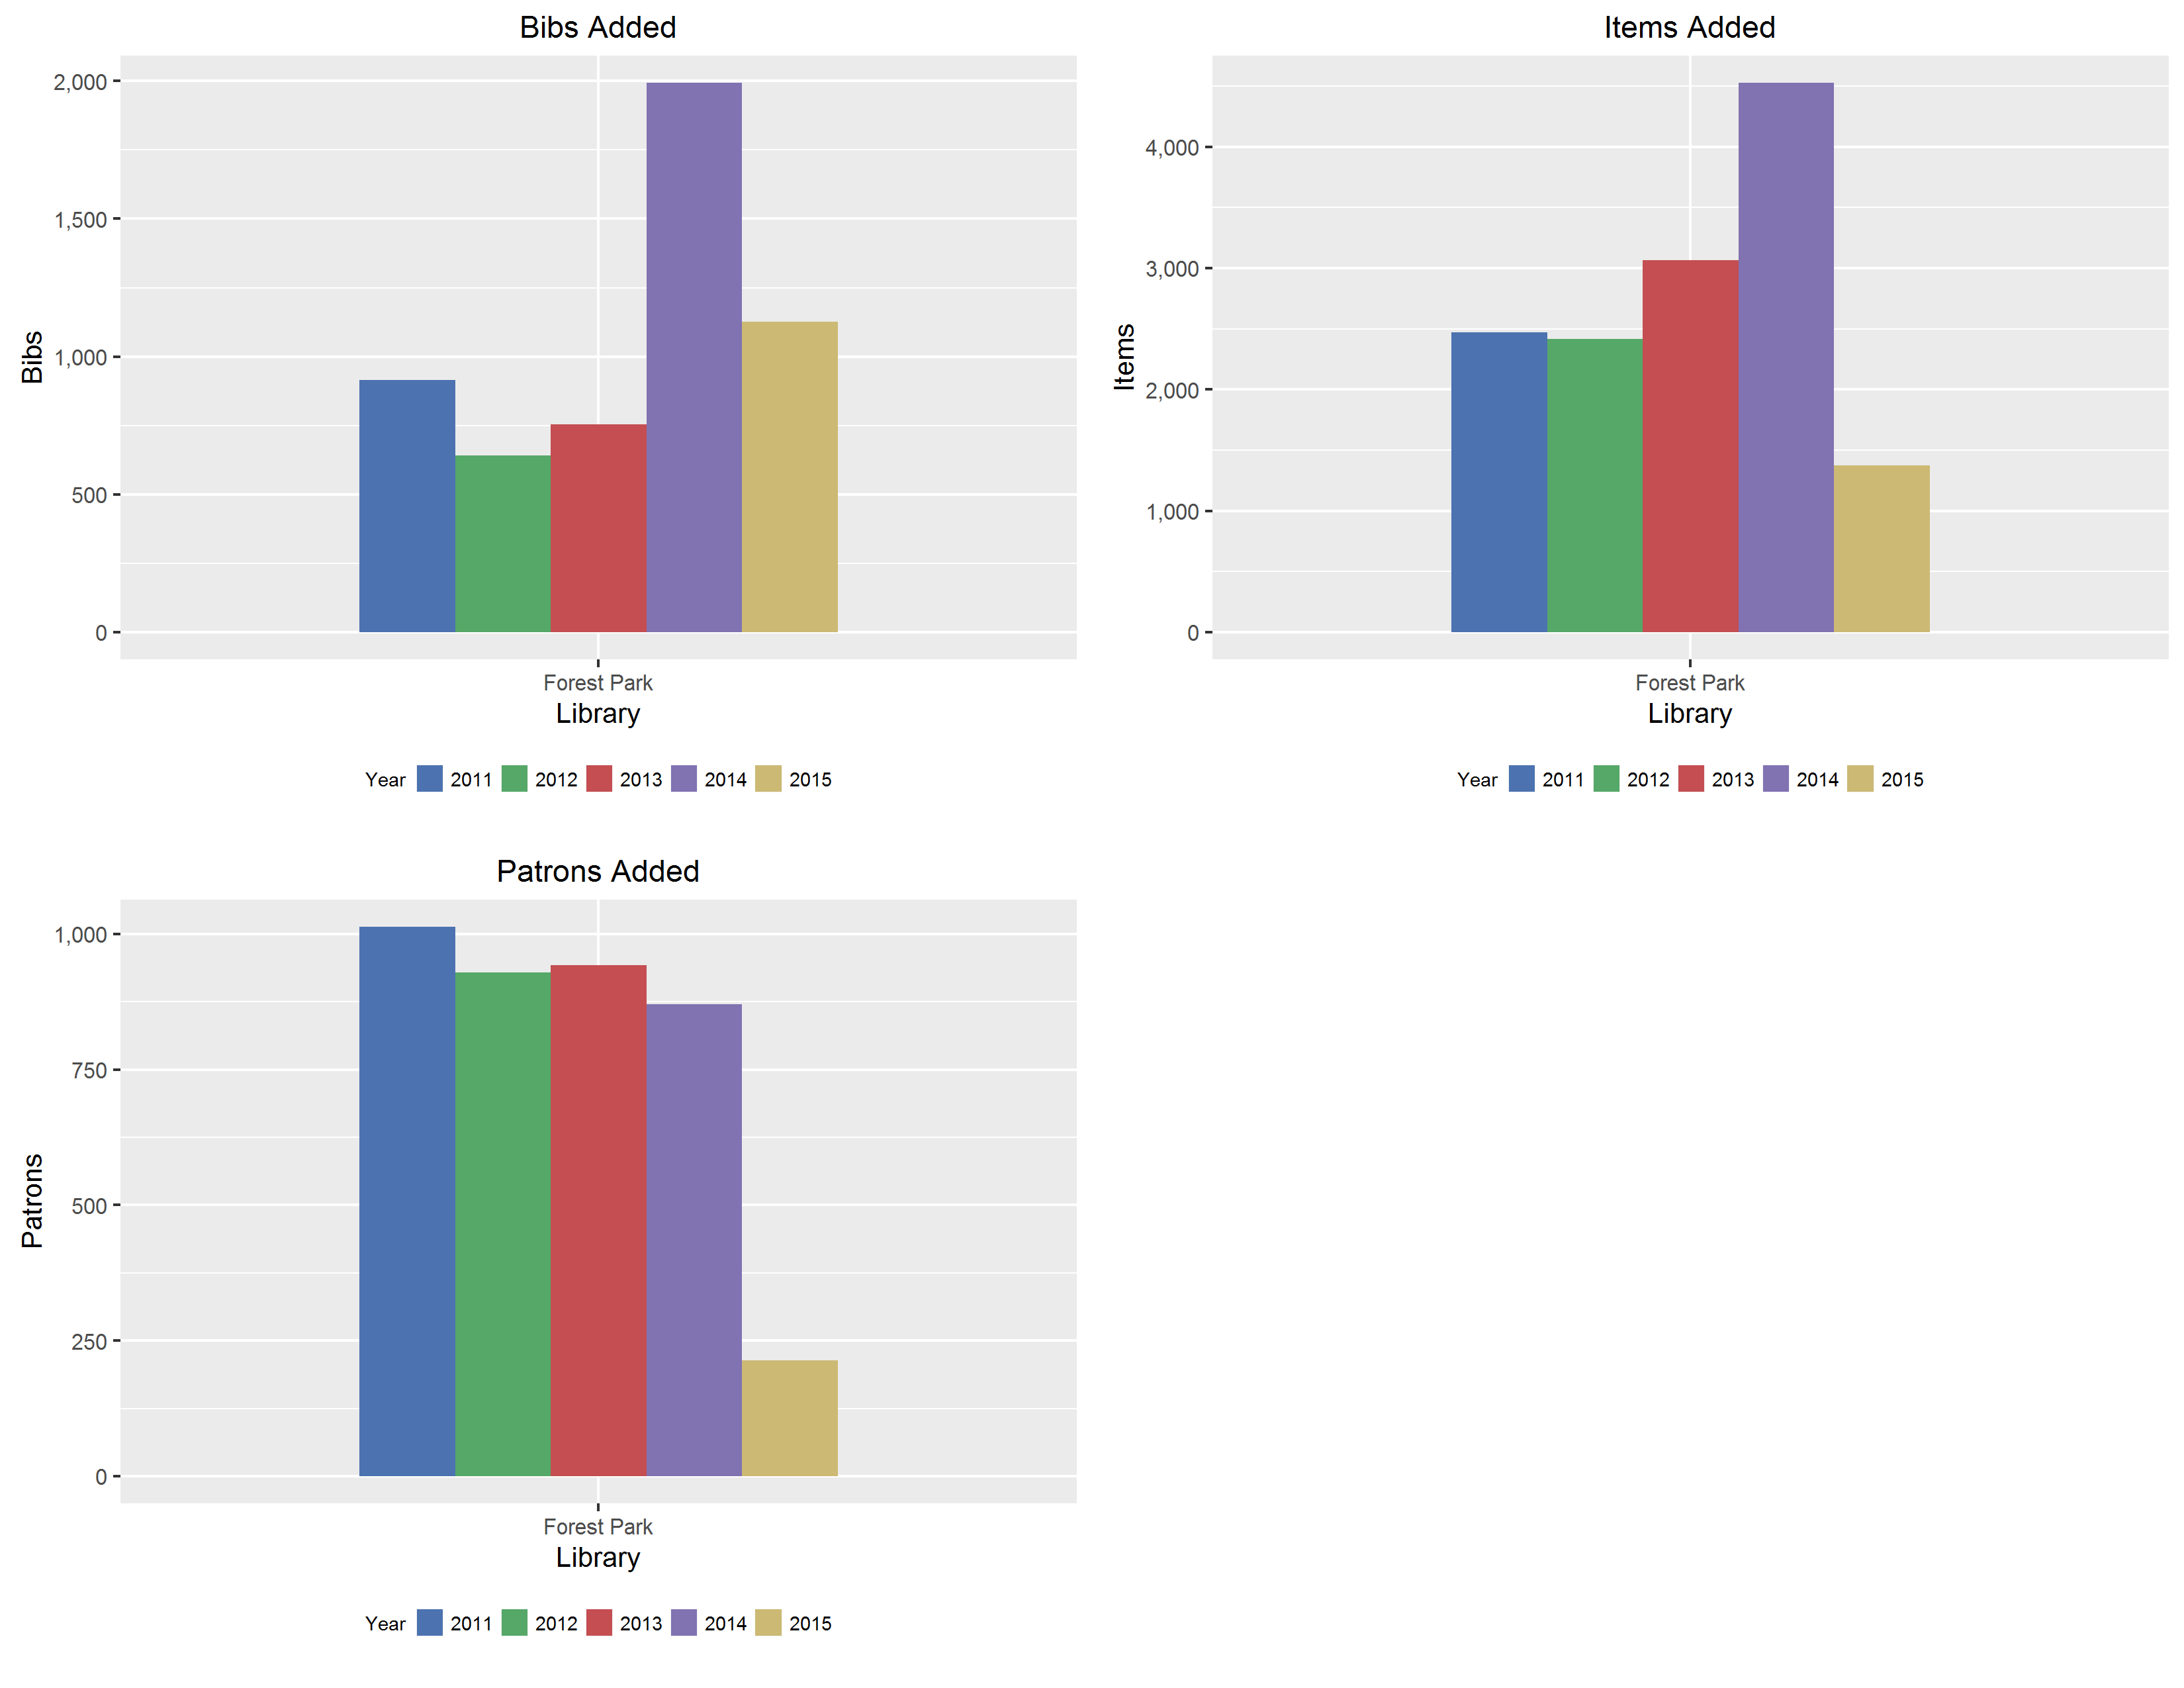 Bibs Added
2,000
1,500
1,000
500
0
Bibs
Forest Park
Library
Year 2011 2012 2013 2014 2015
Items Added
4,000
3,000
2,000
1,000
0
Items
Forest Park
Library
Year 2011 2012 2013 2014 2015
Patrons Added
1,000
750
500
250
0
Patrons
Forest Park
Library
Year 2011 2012 2013 2014 2015